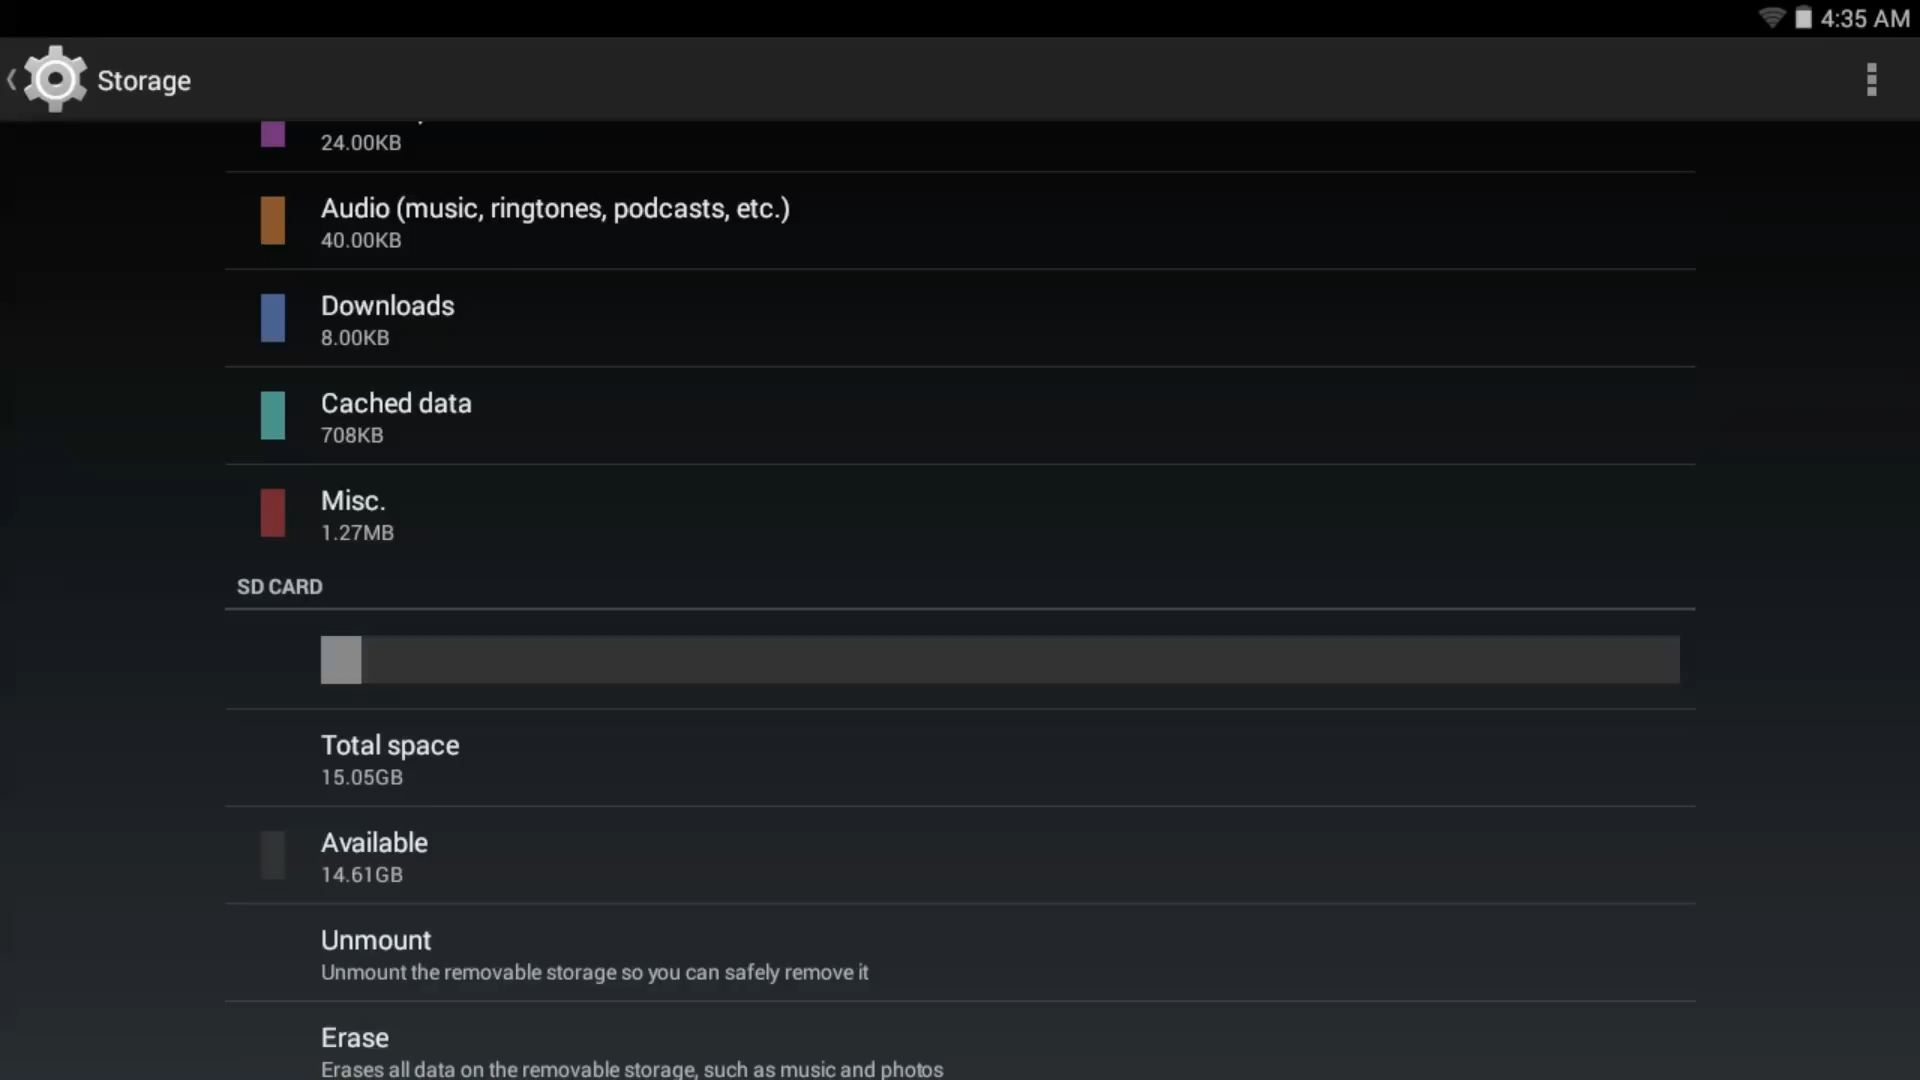 4:35 AM
Storage
24.00KB
Audio (music, ringtones, podcasts, etc.)
40.00KB
Downloads
8.00KB
Cached data
708KB
Misc.
1.27MB
SD CARD
Total space
15.05GB
Available
14.61GB
Unmount
Unmount the removable storage so you can safely remove it
Erase
Erases all data on the removable storage, such as music and photos